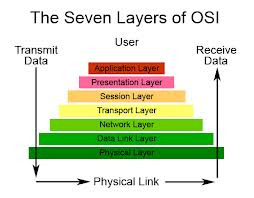 The Seven Layers of OSI
Transmit
Data
User
Receive
Data
Application Layer
Presentation Layer
Session Layer
Transport Layer
Network Layer
Data Link Layer
Physical Layer
Physical Link